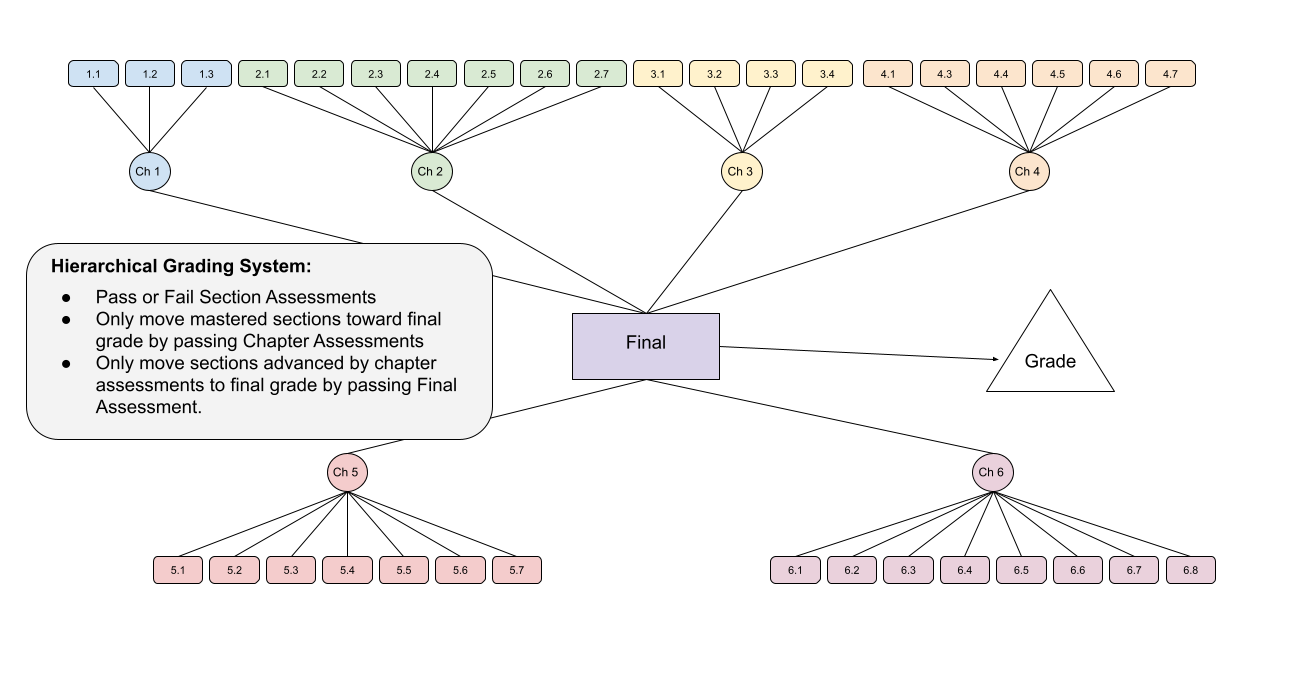 1.1 1.2 1.3 2.1 2.2 2.3 2.4 2.5 2.6 2.7 3.1 3.2 3.3 3.4 4.1 4.3 4.4 4.5 4.6 4.7
Ch 1 Ch 2 Ch 3 Ch 4
Hierarchical Grading System:
● Pass or Fail Section Assessments
● Only move mastered sections toward final
grade by passing Chapter Assessments
● Only move sections advanced by chapter
assessments to final grade by passing Final
Assessment.
Final
Grade
Ch 5 Ch 6
5.1 5.2 5.3 5.4 5.5 5.6 5.7 6.1 6.2 6.3 6.4 6.5 6.6 6.7 6.8